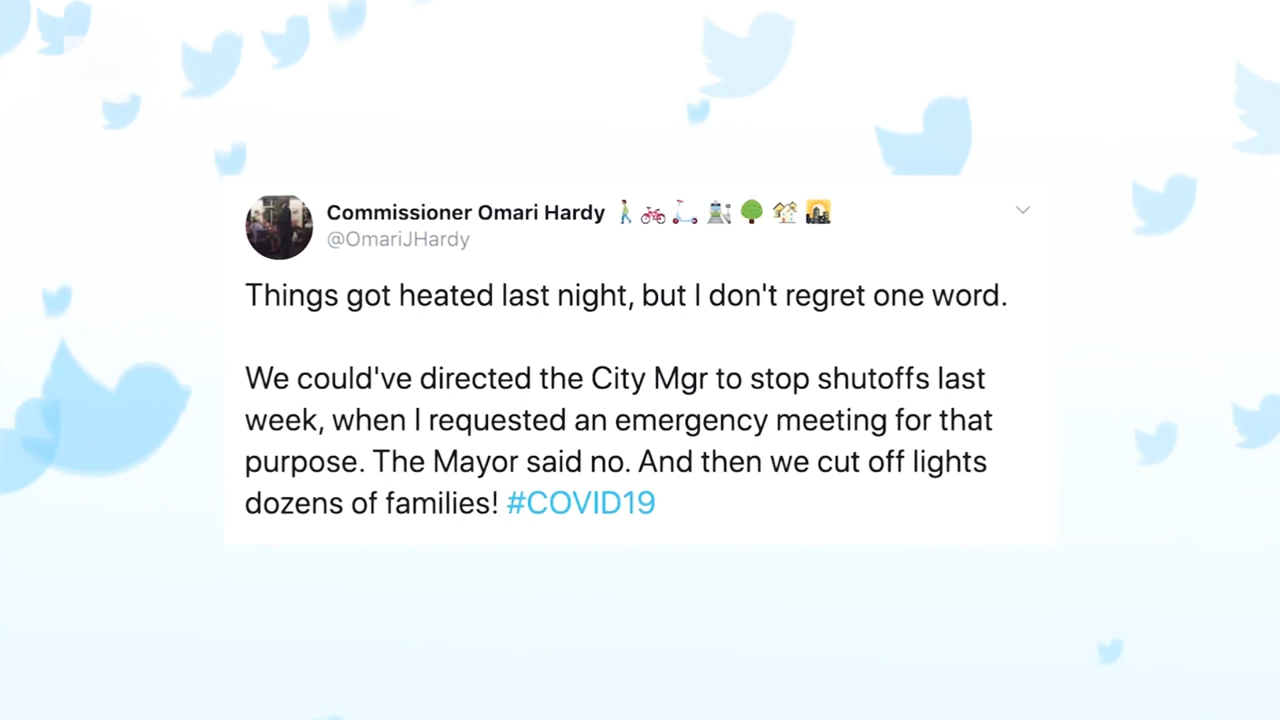 Commissioner Omari Hardy 🚶🚲🛴🚉🌳🏘🌇
@OmariJHardy
Things got heated last night, but I don't regret one word.
We could've directed the City Mgr to stop shutoffs last
week, when I requested an emergency meeting for that
purpose. The Mayor said no. And then we cut off lights
dozens of families! #COVID19